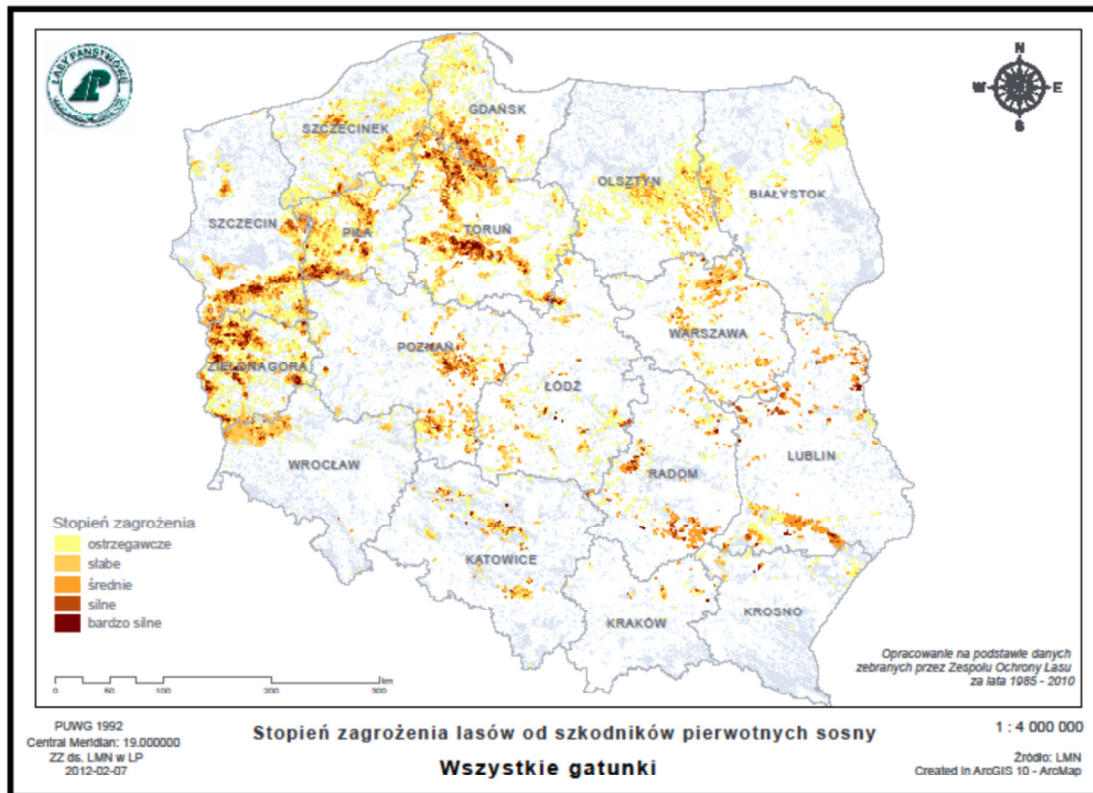 LASY PAŃSTWOWE
N
W E
S
GDAŃSK
SZCZECINEK
OLSZTYN
BIAŁYSTOK
SZCZECIN
PIŁA
TORUŃ
WARSZAWA
POZNAŃ
ZIELONA GÓRA
ŁÓDŹ
LUBLIN
WROCŁAW
RADOM
KATOWICE
KRAKÓW
KROSNO
Stopień zagrożenia
ostrzegawcze
słabe
średnie
silne
bardzo silne
km
0 50 100 200 300
Opracowanie na podstawie danych
zebranych przez Zespołu Ochrony Lasu
za lata 1985 - 2010
PUWG 1992
Central Meridian: 19.000000
ZZ ds. LMN w LP
2012-02-07
Stopień zagrożenia lasów od szkodników pierwotnych sosny
Wszystkie gatunki
1 : 4 000 000
Źródło: LMN
Created in ArcGIS 10 - ArcMap